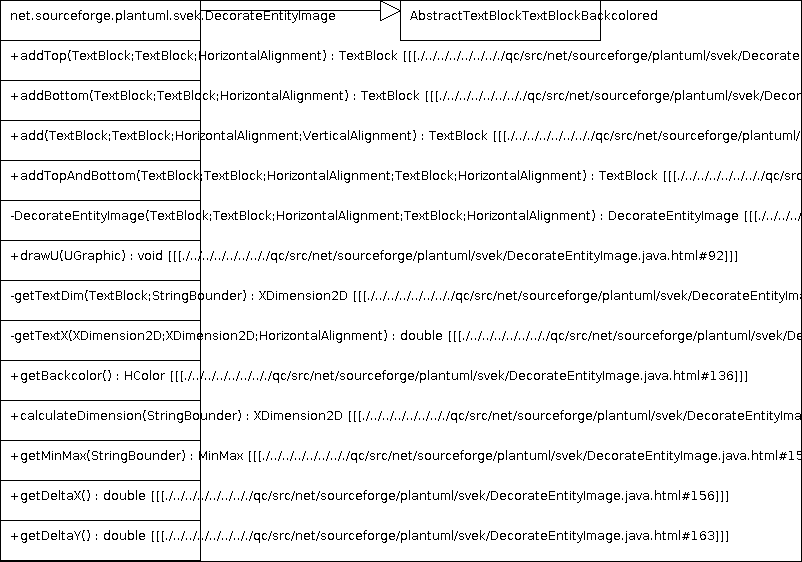 net.sourceforge.plantuml.svek.DecorateEntityImage
AbstractTextBlockTextBlockBackcolored
+addTop(TextBlock;TextBlock;HorizontalAlignment) : TextBlock [[[./../../../../../../../qc/src/net/sourceforge/plantuml/svek/Decorate
+addBottom(TextBlock;TextBlock;HorizontalAlignment) : TextBlock [[[./../../../../../../../qc/src/net/sourceforge/plantuml/svek/Decor
+add(TextBlock;TextBlock;HorizontalAlignment;VerticalAlignment) : TextBlock [[[./../../../../../../../qc/src/net/sourceforge/plantuml/
+addTopAndBottom(TextBlock;TextBlock;HorizontalAlignment;TextBlock;HorizontalAlignment) : TextBlock [[[./../../../../../../../qc/src
-DecorateEntityImage(TextBlock;TextBlock;HorizontalAlignment;TextBlock;HorizontalAlignment) : DecorateEntityImage [[[./../../../
+drawU(UGraphic) : void [[[./../../../../../../../qc/src/net/sourceforge/plantuml/svek/DecorateEntityImage.java.html#92]]]
-getTextDim(TextBlock;StringBounder) : XDimension2D [[[./../../../../../../../qc/src/net/sourceforge/plantuml/svek/DecorateEntityIma
-getTextX(XDimension2D;XDimension2D;HorizontalAlignment) : double [[[./../../../../../../../qc/src/net/sourceforge/plantuml/svek/De
+getBackcolor() : HColor [[[./../../../../../../../qc/src/net/sourceforge/plantuml/svek/DecorateEntityImage.java.html#136]]]
+calculateDimension(StringBounder) : XDimension2D [[[./../../../../../../../qc/src/net/sourceforge/plantuml/svek/DecorateEntityIma
+getMinMax(StringBounder) : MinMax [[[./../../../../../../../qc/src/net/sourceforge/plantuml/svek/DecorateEntityImage.java.html#15
+getDeltaX() : double [[[./../../../../../../../qc/src/net/sourceforge/plantuml/svek/DecorateEntityImage.java.html#156]]]
+getDeltaY() : double [[[./../../../../../../../qc/src/net/sourceforge/plantuml/svek/DecorateEntityImage.java.html#163]]]